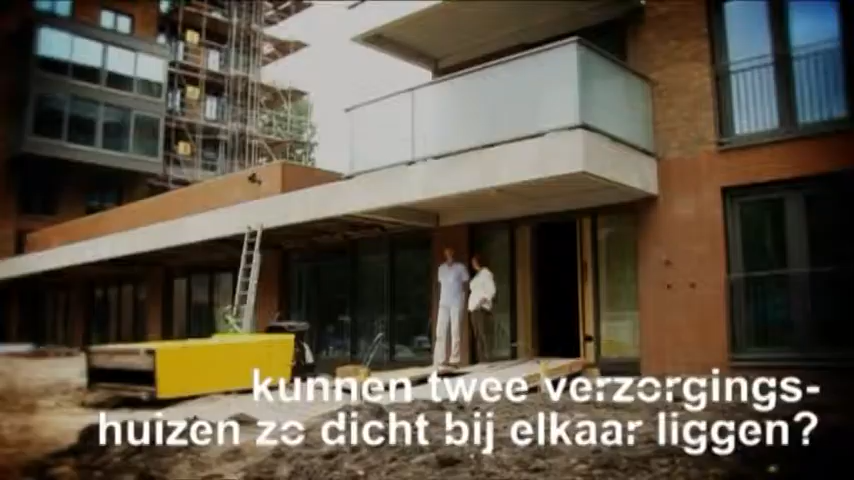 kunnen twee verzorgings-
huizen zo dicht bij elkaar liggen?